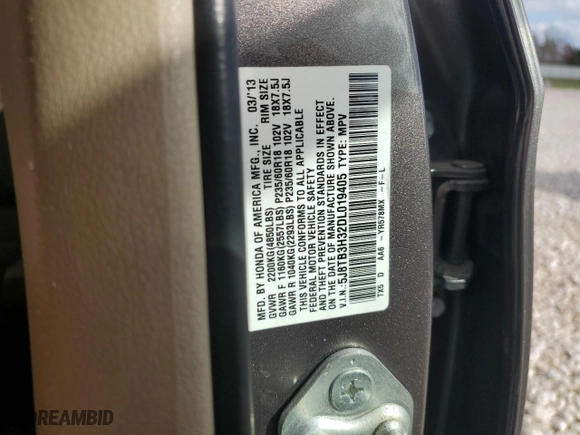 MFD. BY HONDA OF AMERICA MFG., INC. 03/'13
GVWR 2200KG(4850LBS) TIRE SIZE RIM SIZE
GAWR F 1160KG(2557LBS) P235/60R18 102V 18X7.5J
GAWR R 1040KG(2293LBS) P235/60R18 102V 18X7.5J
THIS VEHICLE CONFORMS TO ALL APPLICABLE
FEDERAL MOTOR VEHICLE SAFETY
AND THEFT PREVENTION STANDARDS IN EFFECT
ON THE DATE OF MANUFACTURE SHOWN ABOVE.
V.I.N.: 5J8TB3H32DL019405 TYPE: MPV
TX5 D AA6 -YR578MX -F-L
DREAMBID